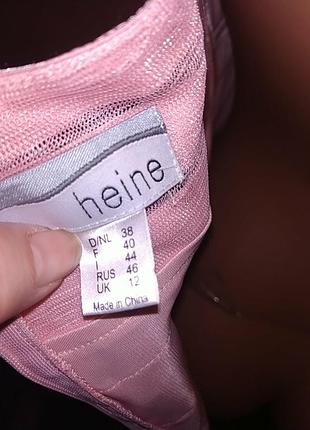 heine
D/NL 38
F 40
I 44
RUS 46
UK 12
Made in China